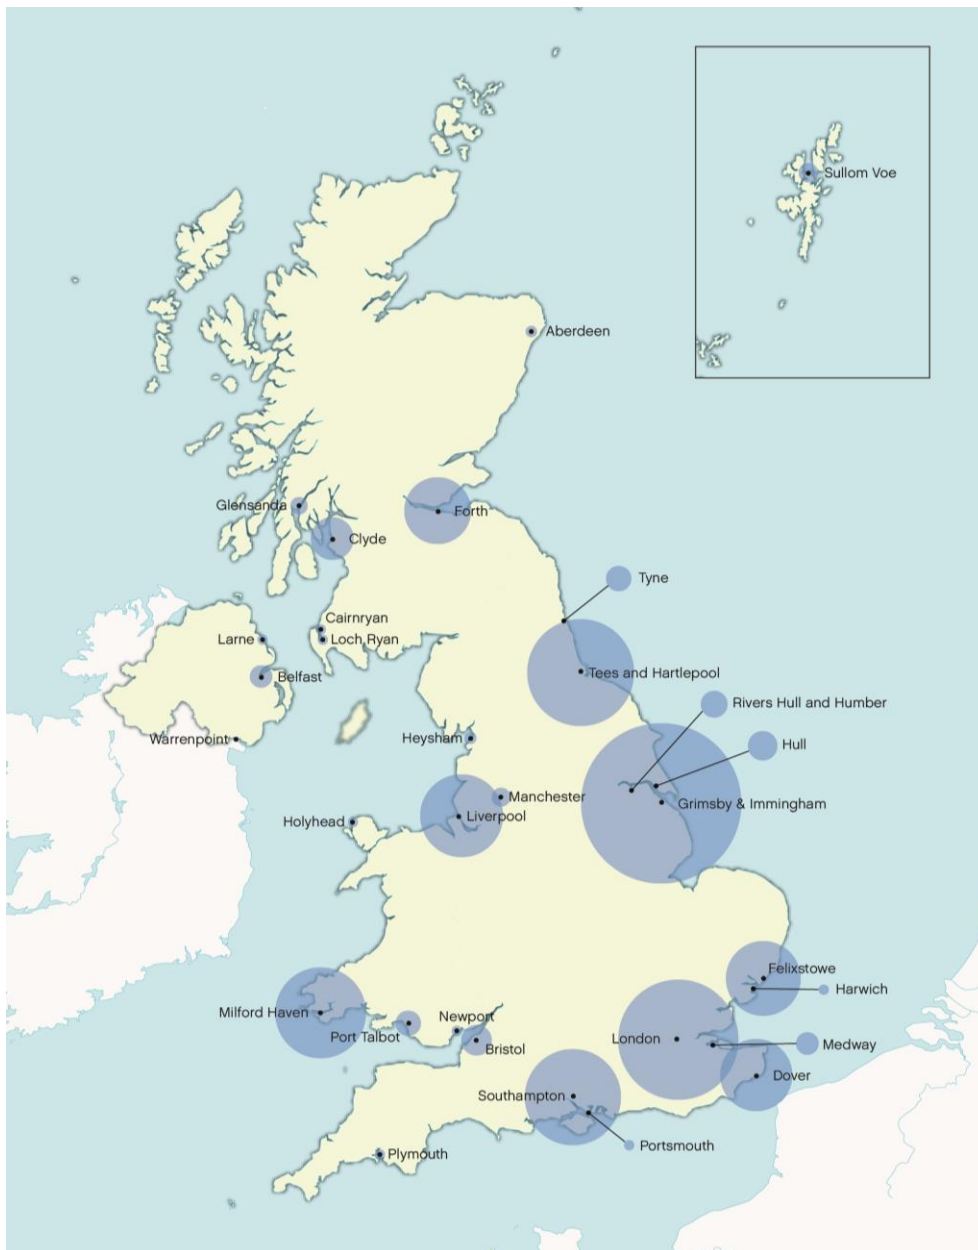 Sullom Voe
Aberdeen
Glensanda
Forth
Clyde
Tyne
Cairnryan
Larne
Loch Ryan
Tees and Hartlepool
Belfast
Rivers Hull and Humber
Warrenpoint
Heysham
Hull
Manchester
Grimsby & Immingham
Liverpool
Holyhead
Felixstowe
Harwich
Milford Haven
Newport
Port Talbot
London
Medway
Bristol
Dover
Southampton
Portsmouth
Plymouth